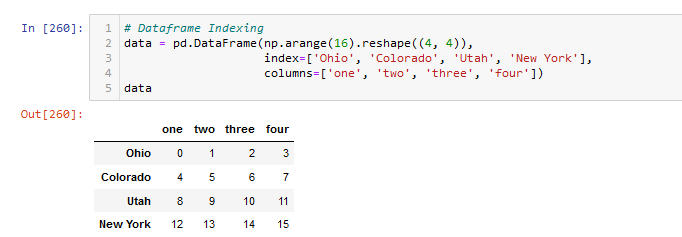 In [260]:
1 # Dataframe Indexing
2 data = pd.DataFrame(np.arange(16).reshape((4, 4)),
3                     index=['Ohio', 'Colorado', 'Utah', 'New York'],
4                     columns=['one', 'two', 'three', 'four'])
5 data
Out[260]:
one two three four
Ohio 0 1 2 3
Colorado 4 5 6 7
Utah 8 9 10 11
New York 12 13 14 15